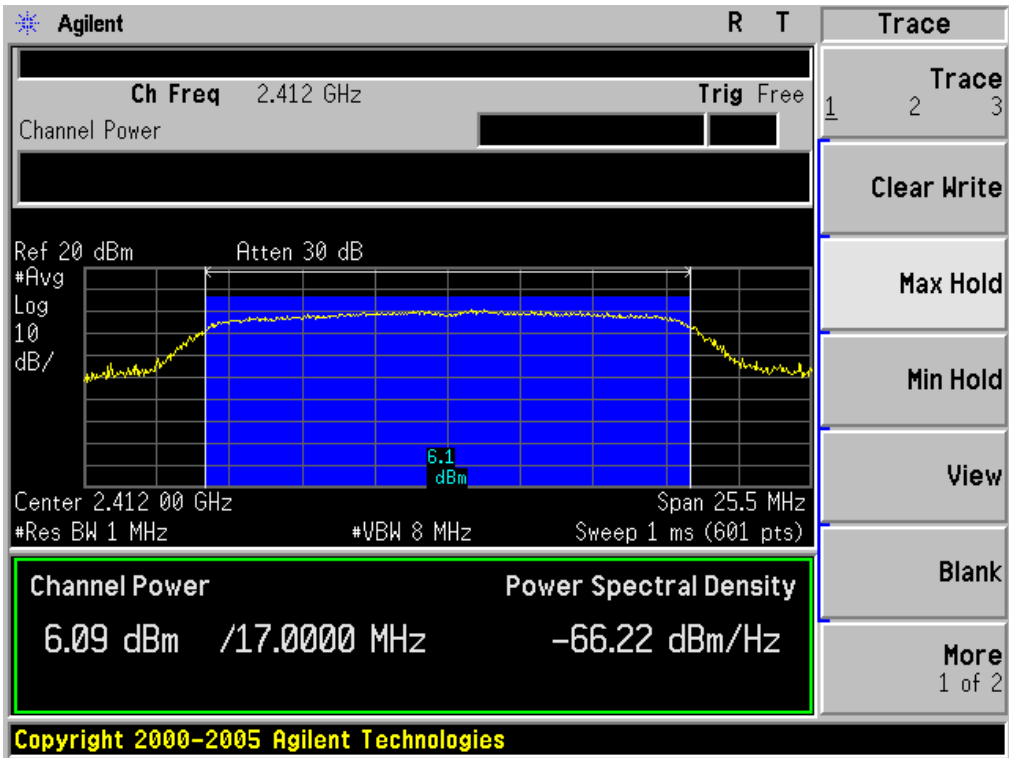 Agilent R T
Ch Freq 2.412 GHz Trig Free
Channel Power
Ref 20 dBm Atten 30 dB
#Avg
Log
10
dB/
6.1
dBm
Center 2.412 00 GHz Span 25.5 MHz
#Res BW 1 MHz #VBW 8 MHz Sweep 1 ms (601 pts)
Channel Power Power Spectral Density
6.09 dBm /17.0000 MHz -66.22 dBm/Hz
Copyright 2000-2005 Agilent Technologies
Trace
Trace
1 2 3
Clear Write
Max Hold
Min Hold
View
Blank
More
1 of 2